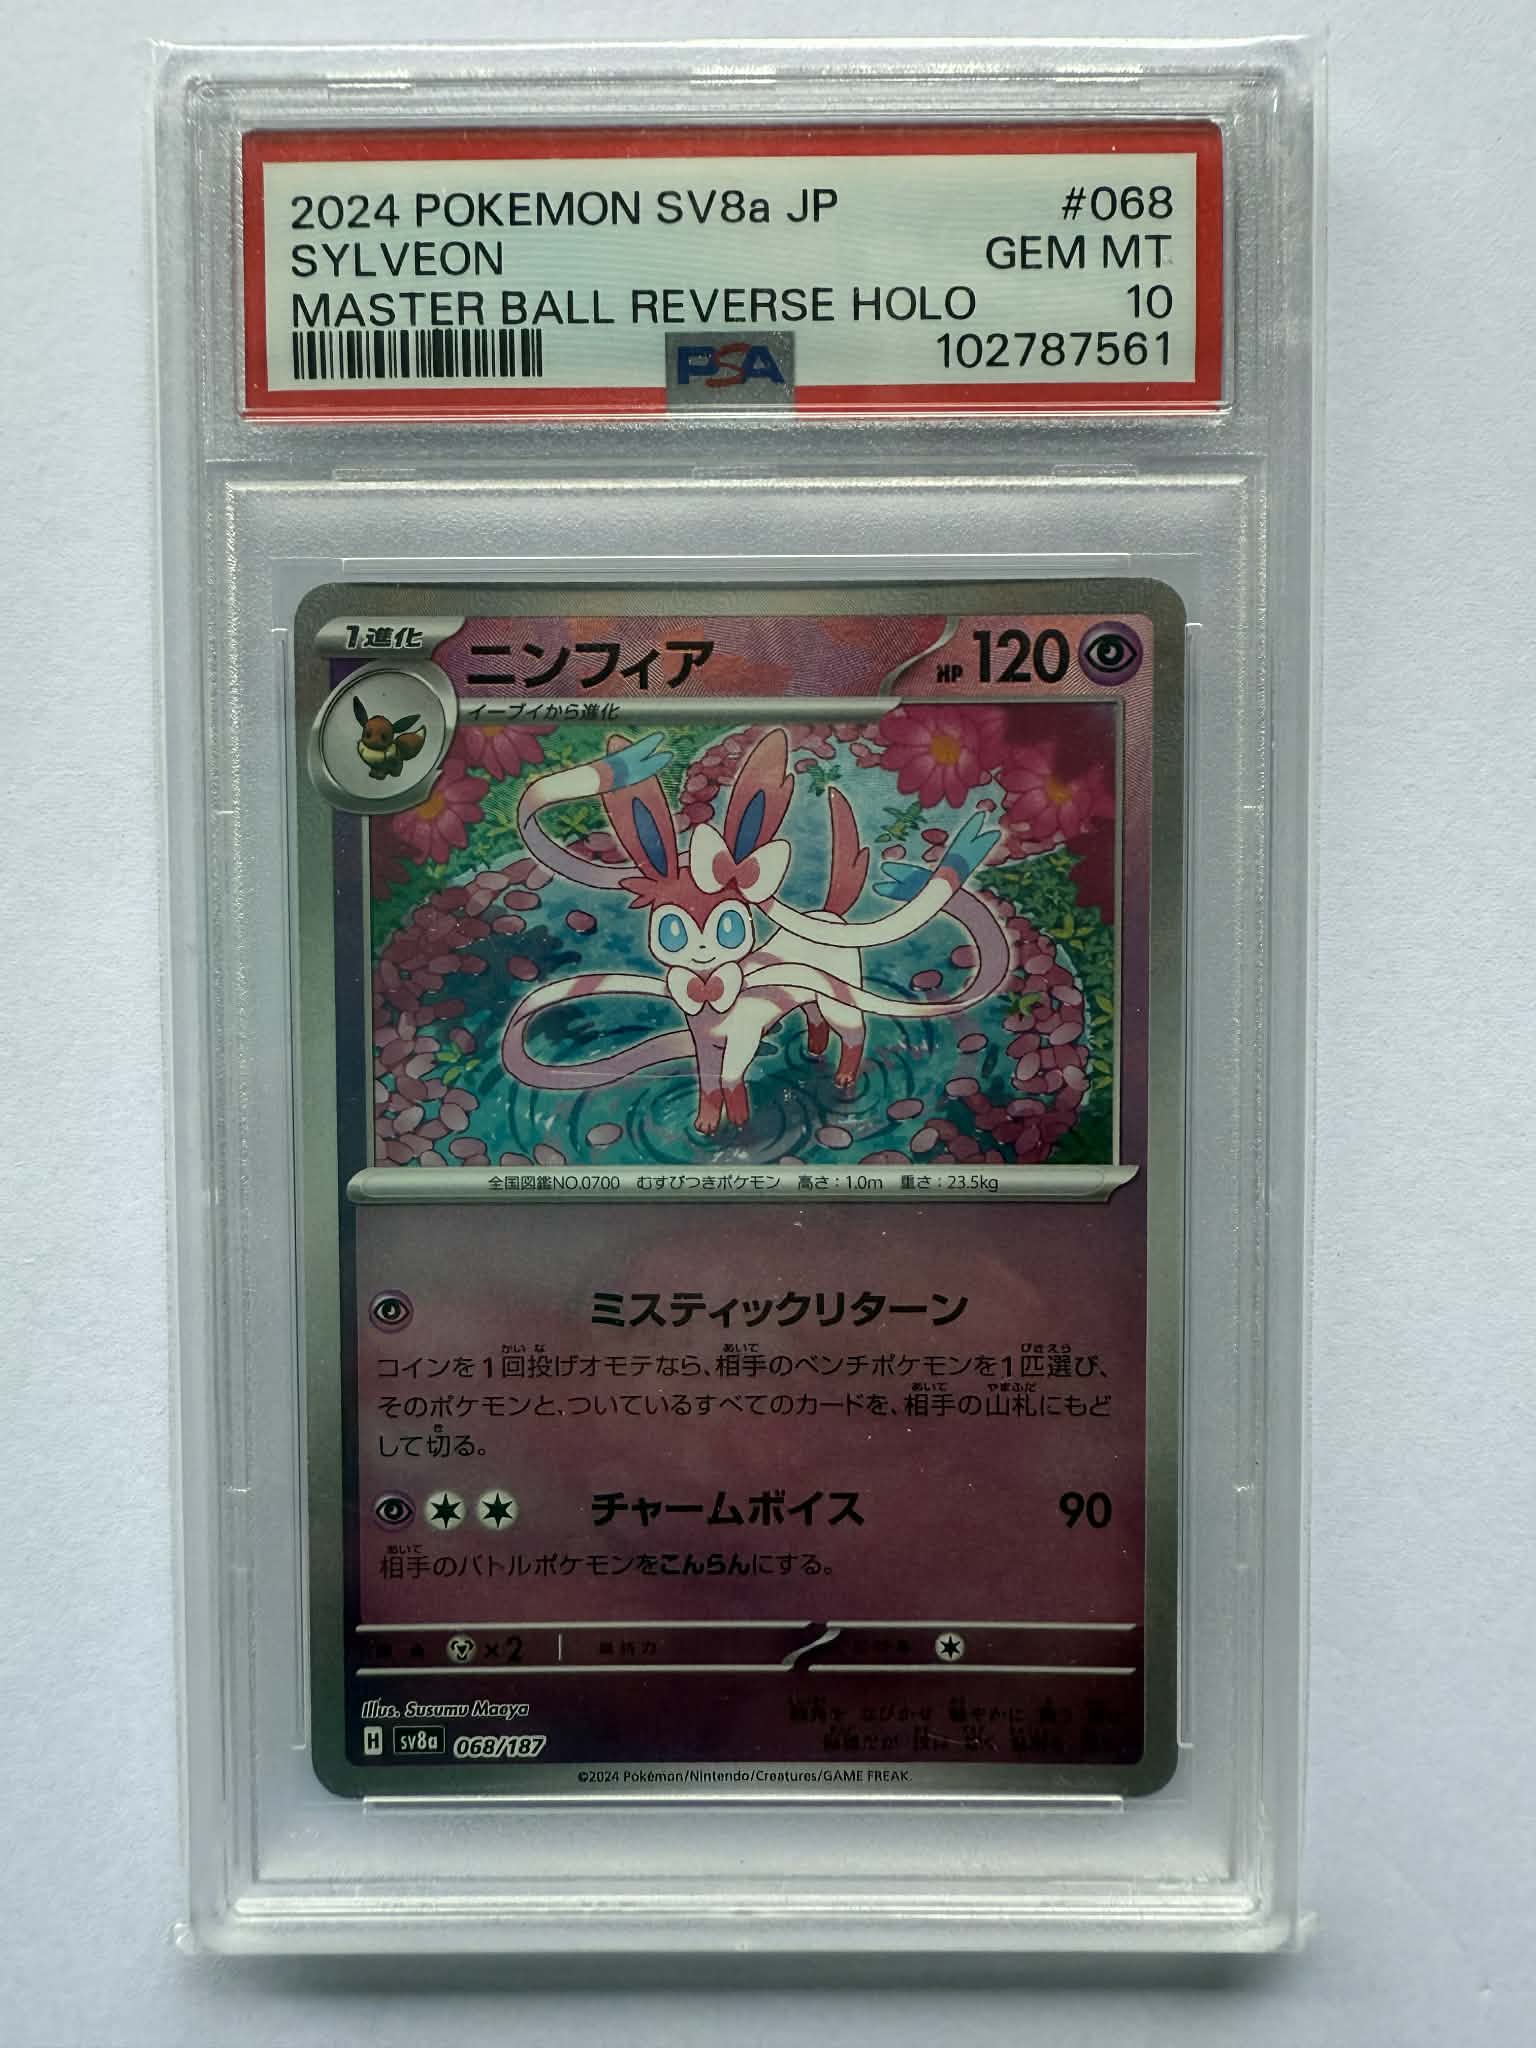 2024 POKEMON SV8a JP #068
SYLVEON GEM MT
MASTER BALL REVERSE HOLO 10
PSA 102787561
1進化 ニンフィア HP 120
イーブイから進化
全国図鑑NO.0700 むすびつきポケモン 高さ:1.0m 重さ:23.5kg
ミスティックリターン
コインを1回投げオモテなら、相手のベンチポケモンを1匹選び、
そのポケモンと、ついているすべてのカードを、相手の山札にもど
して切る。
チャームボイス 90
相手のバトルポケモンをこんらんにする。
×2 抵抗力
Illus. Susumu Maeya
H sv8a 068/187
©2024 Pokémon/Nintendo/Creatures/GAME FREAK.